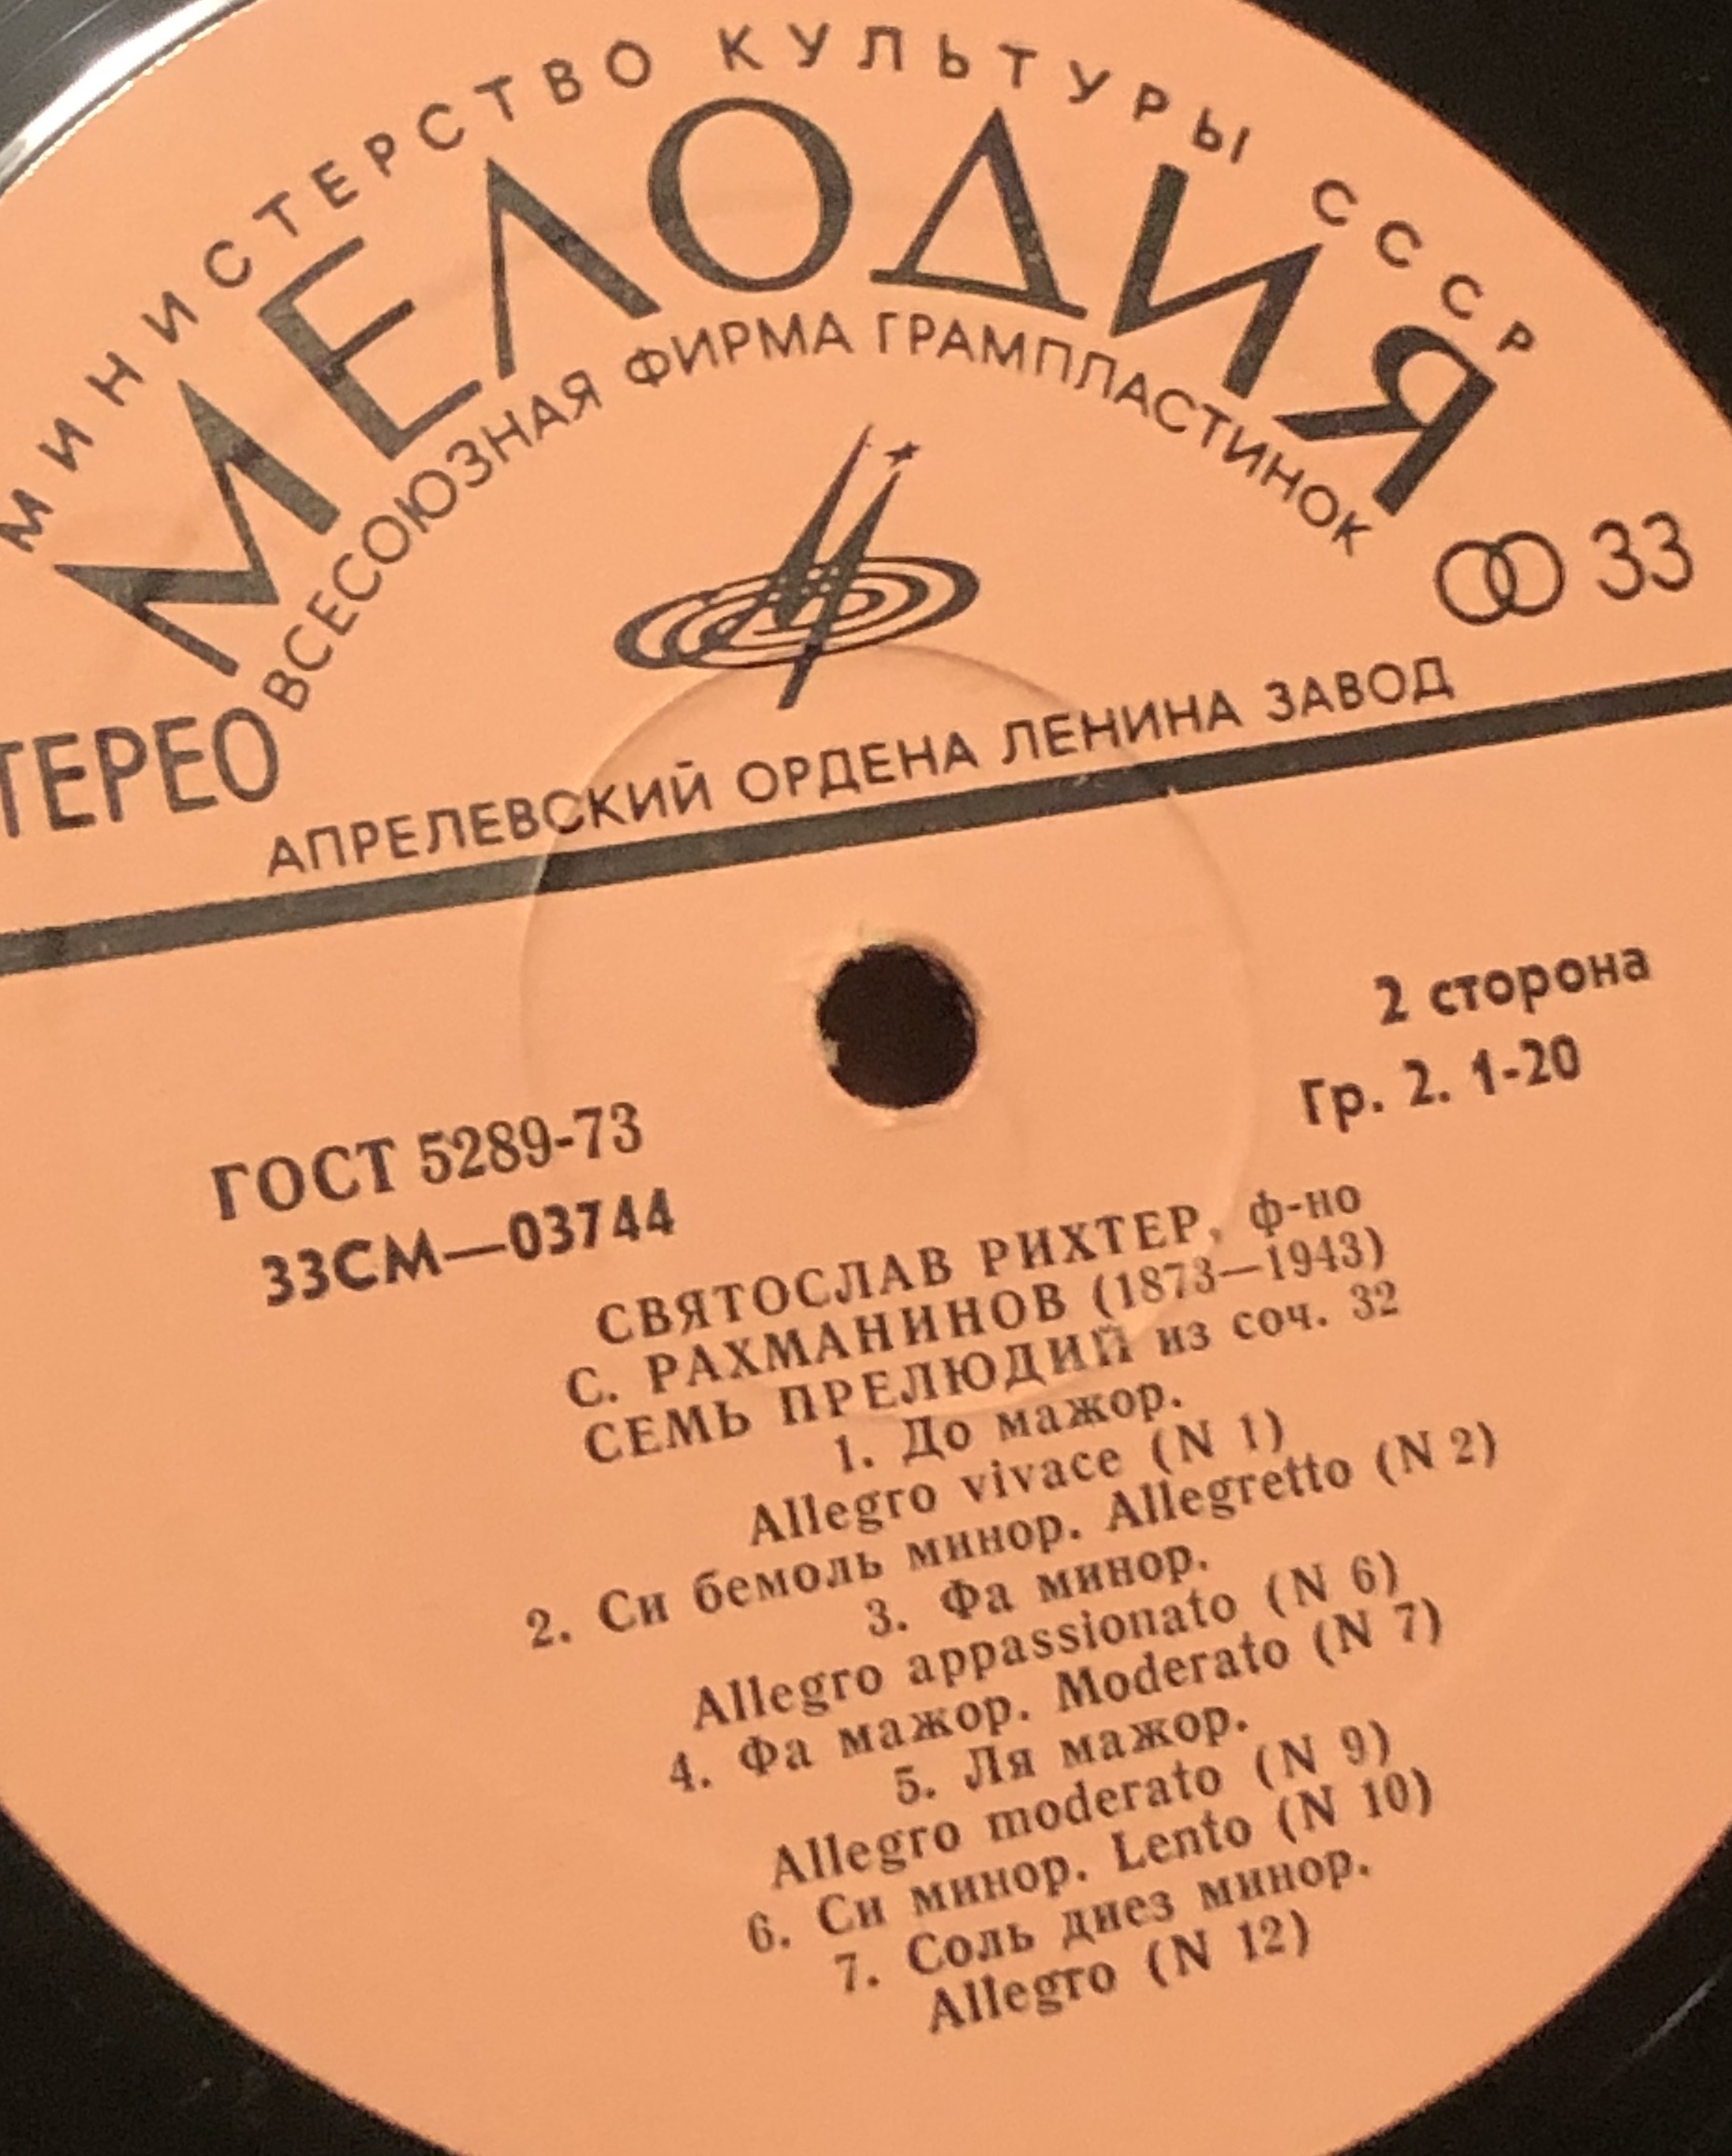 МИНИСТЕРСТВО КУЛЬТУРЫ СССР
МЕЛОДИЯ
ВСЕСОЮЗНАЯ ФИРМА ГРАМПЛАСТИНОК
33
ТЕРЕО
АПРЕЛЕВСКИЙ ОРДЕНА ЛЕНИНА ЗАВОД
2 сторона
Гр. 2. 1-20
ГОСТ 5289-73
33СМ—03744
СВЯТОСЛАВ РИХТЕР, ф-но
С. РАХМАНИНОВ (1873—1943)
СЕМЬ ПРЕЛЮДИЙ из соч. 32
1. До мажор.
Allegro vivace (N 1)
2. Си бемоль минор. Allegretto (N 2)
3. Фа минор.
Allegro appassionato (N 6)
4. Фа мажор. Moderato (N 7)
5. Ля мажор.
Allegro moderato (N 9)
6. Си минор. Lento (N 10)
7. Соль диез минор.
Allegro (N 12)